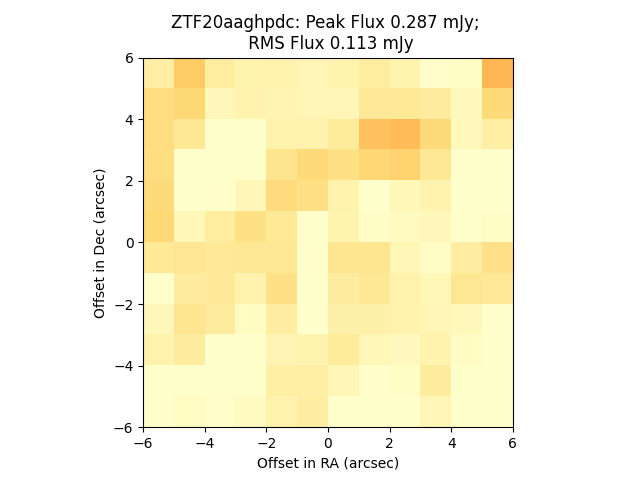 ZTF20aaghpdc: Peak Flux 0.287 mJy;
RMS Flux 0.113 mJy
6
4
2
0
−2
−4
−6
Offset in Dec (arcsec)
−6 −4 −2 0 2 4 6
Offset in RA (arcsec)